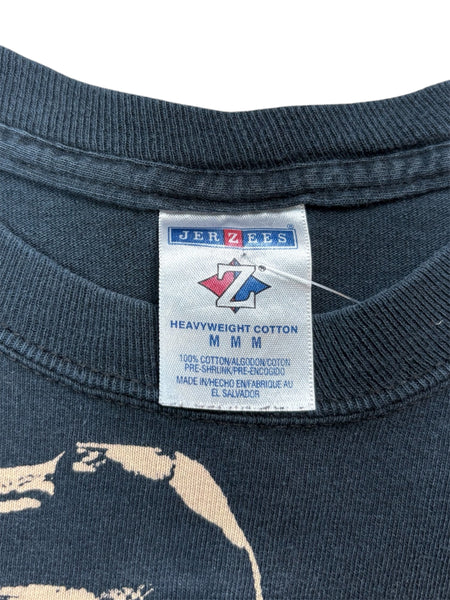 JERZEES
Z
HEAVYWEIGHT COTTON
M M M
100% COTTON/ALGODON/COTON
PRE-SHRUNK/PRE-ENCOGIDO
MADE IN/HECHO EN/FABRIQUE AU
EL SALVADOR